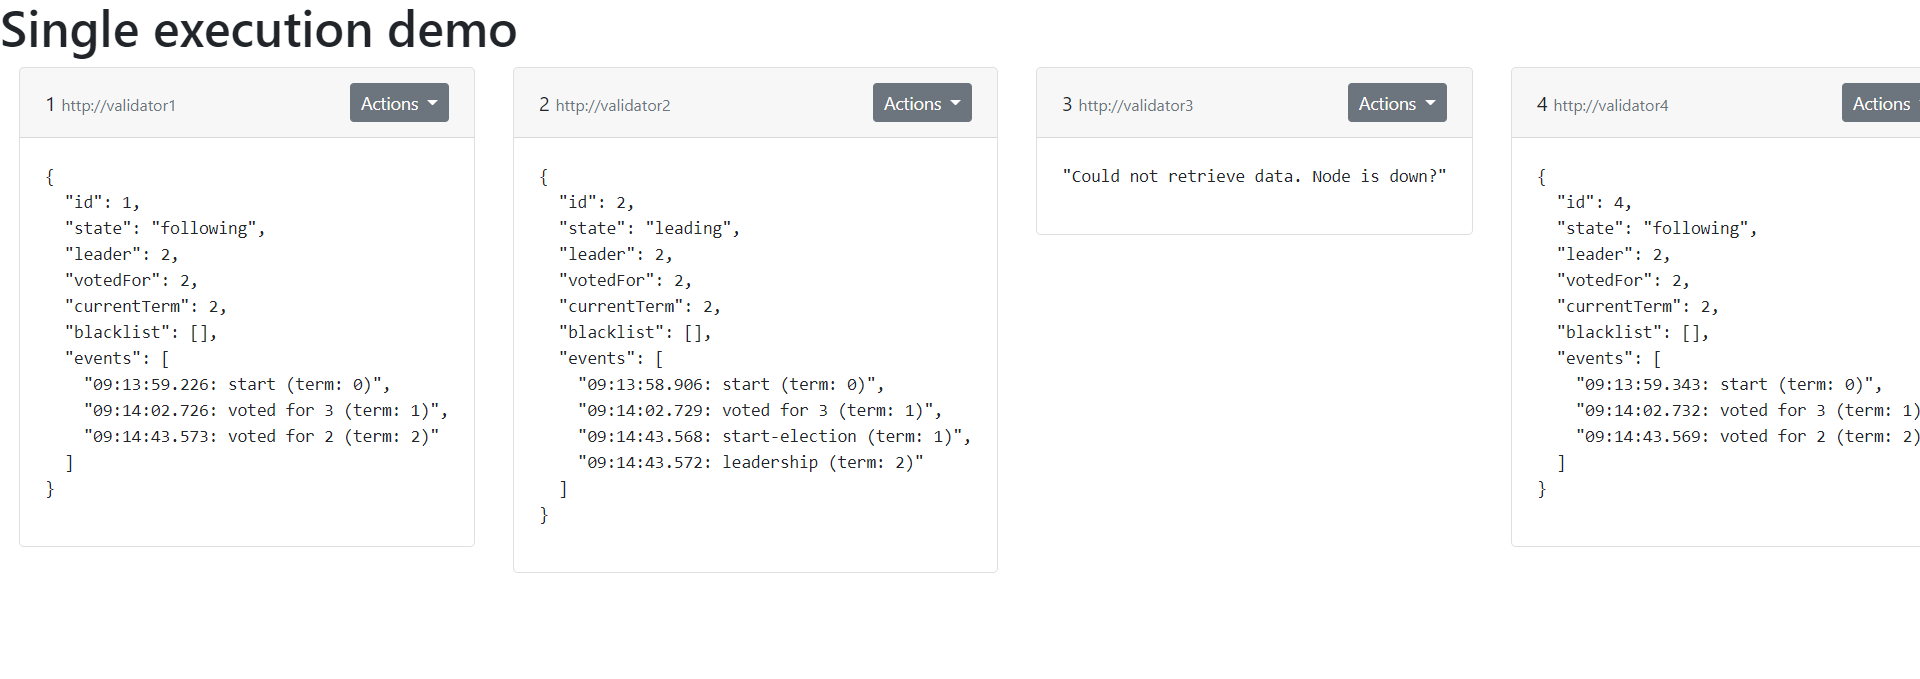 Single execution demo
1 http://validator1 Actions
{
  "id": 1,
  "state": "following",
  "leader": 2,
  "votedFor": 2,
  "currentTerm": 2,
  "blacklist": [],
  "events": [
    "09:13:59.226: start (term: 0)",
    "09:14:02.726: voted for 3 (term: 1)",
    "09:14:43.573: voted for 2 (term: 2)"
  ]
}
2 http://validator2 Actions
{
  "id": 2,
  "state": "leading",
  "leader": 2,
  "votedFor": 2,
  "currentTerm": 2,
  "blacklist": [],
  "events": [
    "09:13:58.906: start (term: 0)",
    "09:14:02.729: voted for 3 (term: 1)",
    "09:14:43.568: start-election (term: 1)",
    "09:14:43.572: leadership (term: 2)"
  ]
}
3 http://validator3 Actions
"Could not retrieve data. Node is down?"
4 http://validator4 Actions
{
  "id": 4,
  "state": "following",
  "leader": 2,
  "votedFor": 2,
  "currentTerm": 2,
  "blacklist": [],
  "events": [
    "09:13:59.343: start (term: 0)",
    "09:14:02.732: voted for 3 (term: 1)
    "09:14:43.569: voted for 2 (term: 2)
  ]
}